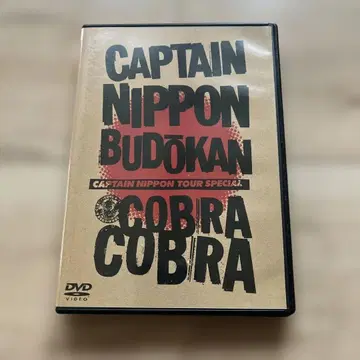 CAPTAIN
NIPPON
BUDŌKAN
CAPTAIN NIPPON TOUR SPECIAL
COBRA
COBRA
DVD
VIDEO